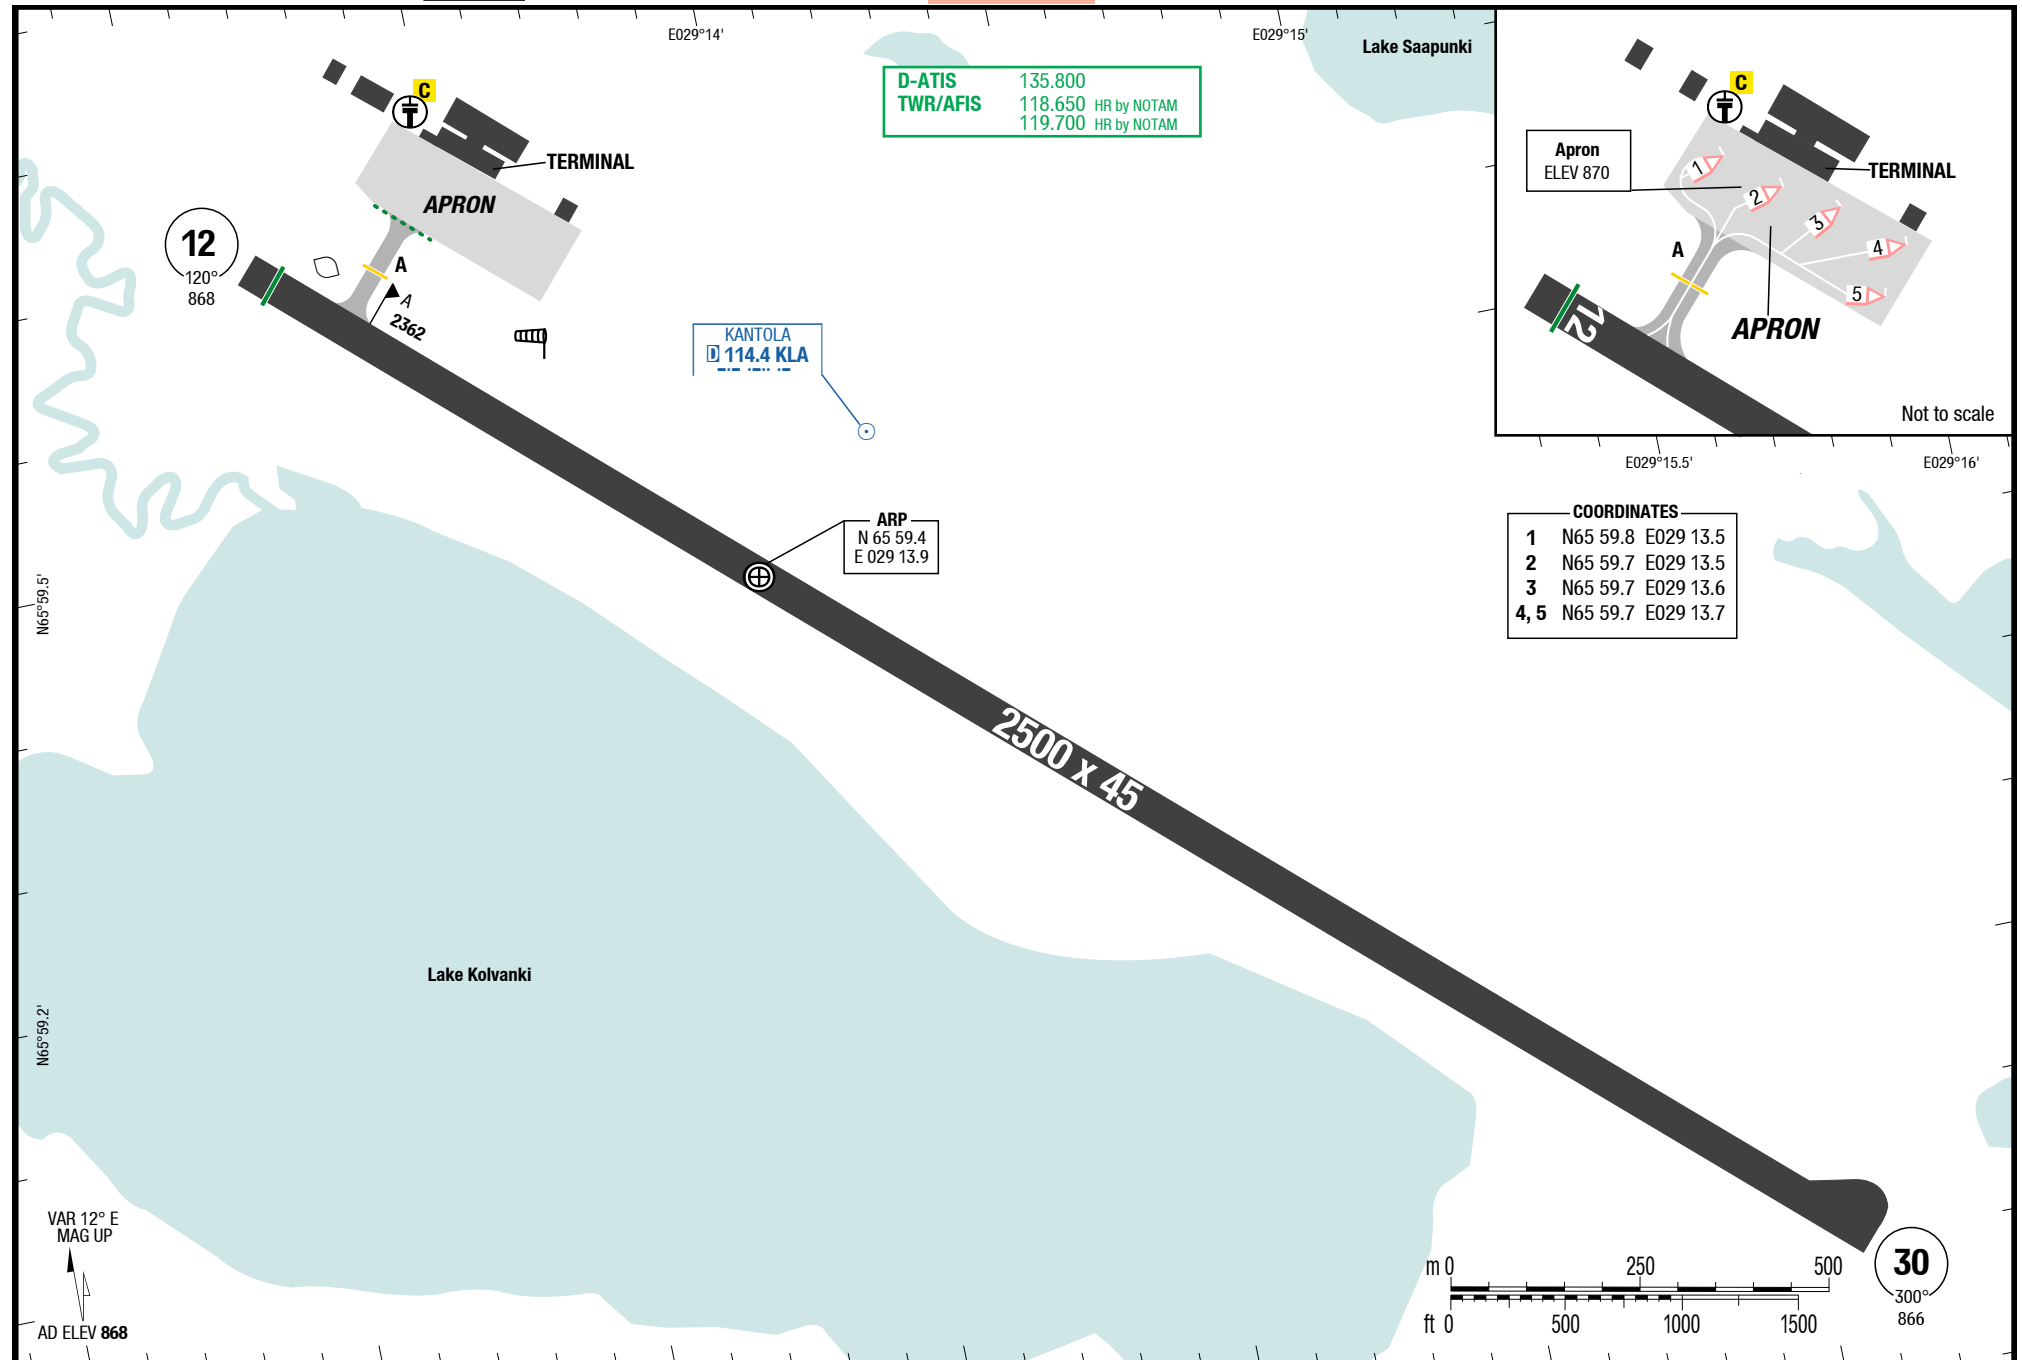 E029°14'
E029°15'
Lake Saapunki
D-ATIS 135.800
TWR/AFIS 118.650 HR by NOTAM
119.700 HR by NOTAM
C
TERMINAL
APRON
12
120°
868
A
A
2362
KANTOLA
D 114.4 KLA
C
Apron
ELEV 870
TERMINAL
1
2
3
4
5
A
APRON
12
Not to scale
E029°15.5'
E029°16'
ARP
N 65 59.4
E 029 13.9
COORDINATES
1 N65 59.8 E029 13.5
2 N65 59.7 E029 13.5
3 N65 59.7 E029 13.6
4, 5 N65 59.7 E029 13.7
N65°59.5'
2500 x 45
Lake Kolvanki
N65°59.2'
VAR 12° E
MAG UP
AD ELEV 868
m 0 250 500
ft 0 500 1000 1500
30
300°
866